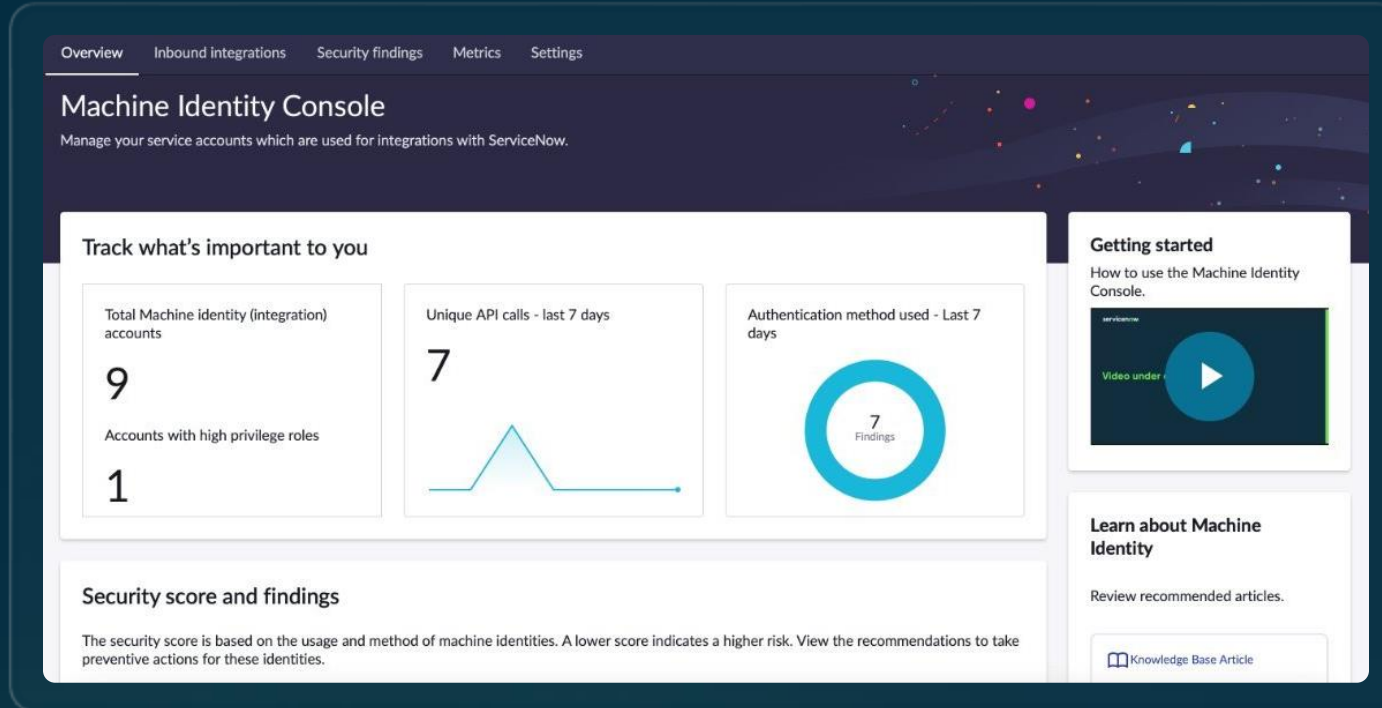 Overview Inbound integrations Security findings Metrics Settings
Machine Identity Console
Manage your service accounts which are used for integrations with ServiceNow.
Track what's important to you
Total Machine identity (integration)
accounts
9
Accounts with high privilege roles
1
Unique API calls - last 7 days
7
Authentication method used - Last 7
days
7
Findings
Security score and findings
The security score is based on the usage and method of machine identities. A lower score indicates a higher risk. View the recommendations to take
preventive actions for these identities.
Getting started
How to use the Machine Identity
Console.
servicenow
Video under
Learn about Machine
Identity
Review recommended articles.
Knowledge Base Article